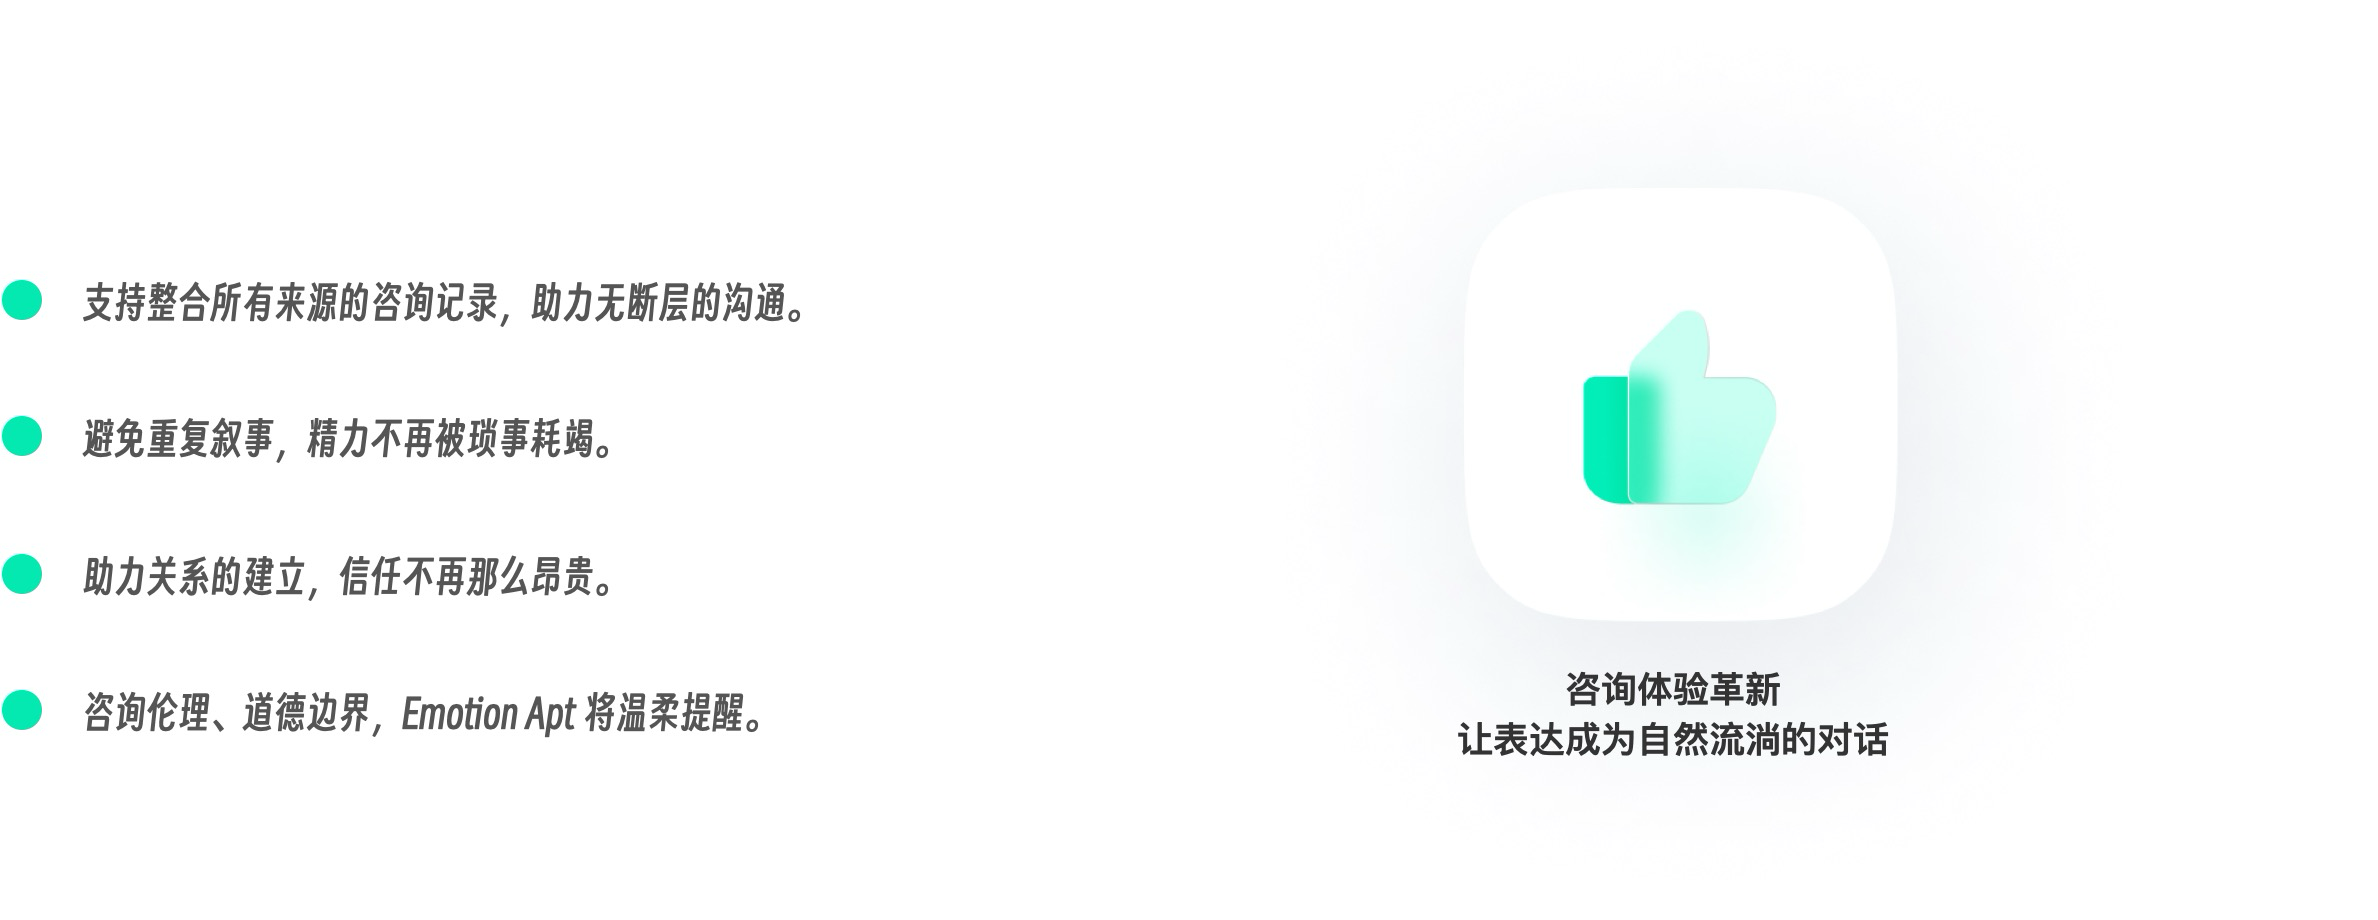 支持整合所有来源的咨询记录，助力无断层的沟通。
避免重复叙事，精力不再被琐事耗竭。
助力关系的建立，信任不再那么昂贵。
咨询伦理、道德边界，Emotion Apt 将温柔提醒。
咨询体验革新
让表达成为自然流淌的对话